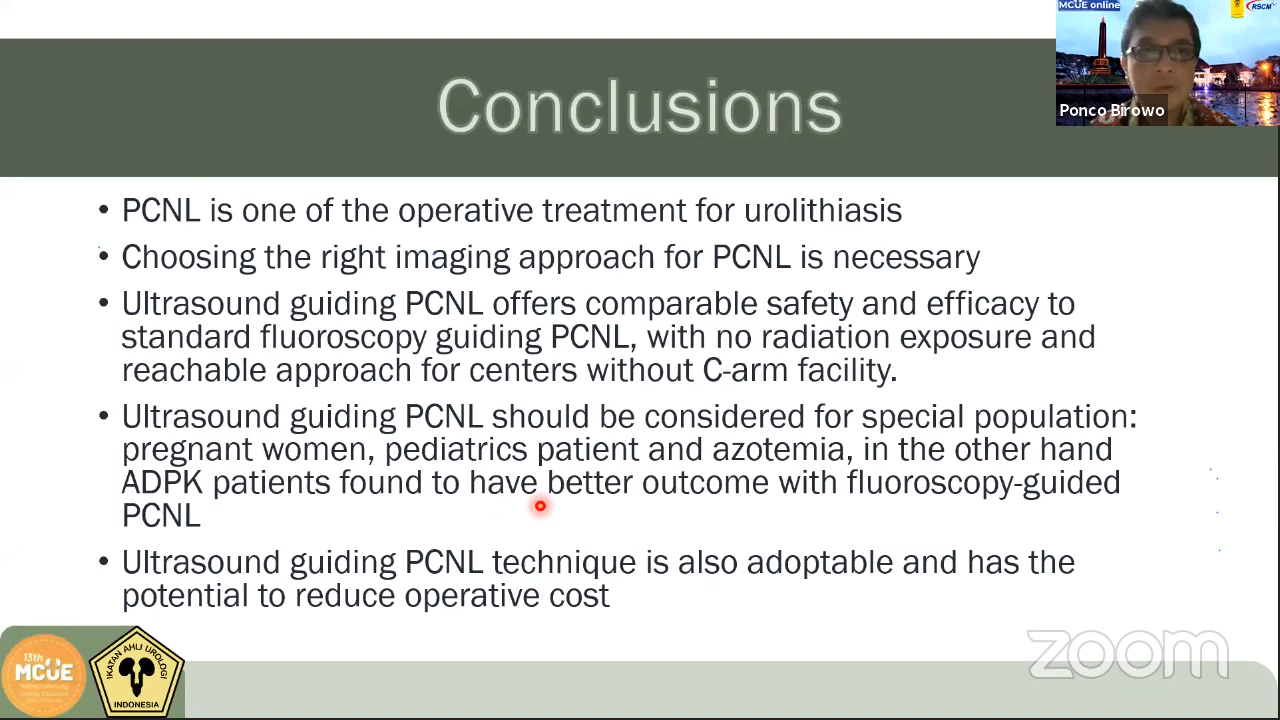 MCUE online
RSCM
Ponco Birowo
Conclusions
• PCNL is one of the operative treatment for urolithiasis
• Choosing the right imaging approach for PCNL is necessary
• Ultrasound guiding PCNL offers comparable safety and efficacy to
standard fluoroscopy guiding PCNL, with no radiation exposure and
reachable approach for centers without C-arm facility.
• Ultrasound guiding PCNL should be considered for special population:
pregnant women, pediatrics patient and azotemia, in the other hand
ADPK patients found to have better outcome with fluoroscopy-guided
PCNL
• Ultrasound guiding PCNL technique is also adoptable and has the
potential to reduce operative cost
13th
MCUE
IKATAN AHLI UROLOGI
INDONESIA
zoom